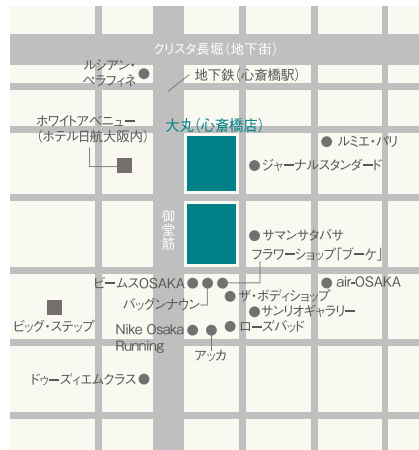 クリスタ長堀(地下街)
ルシアン・
ペラフィネ
地下鉄(心斎橋駅)
ホワイトアベニュー
(ホテル日航大阪内)
大丸(心斎橋店)
ルミエ・パリ
ジャーナルスタンダード
御堂筋
サマンサタバサ
フラワーショップ「ブーケ」
ビームスOSAKA
air-OSAKA
バッグンナウン
ザ・ボディショップ
サンリオギャラリー
ビッグ・ステップ
Nike Osaka
Running
ローズバッド
アッカ
ドゥーズィエムクラス